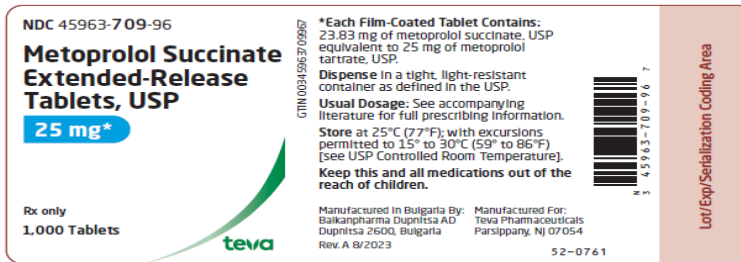 NDC 45963-709-96
Metoprolol Succinate
Extended-Release
Tablets, USP
25 mg*
Rx only
1,000 Tablets
teva
GTIN 00345963709967
*Each Film-Coated Tablet Contains:
23.83 mg of metoprolol succinate, USP
equivalent to 25 mg of metoprolol
tartrate, USP.
Dispense in a tight, light-resistant
container as defined in the USP.
Usual Dosage: See accompanying
literature for full prescribing information.
Store at 25°C (77°F); with excursions
permitted to 15° to 30°C (59° to 86°F)
[see USP Controlled Room Temperature].
Keep this and all medications out of the
reach of children.
Manufactured In Bulgaria By:
Balkanpharma Dupnitsa AD
Dupnitsa 2600, Bulgaria
Rev. A 8/2023
Manufactured For:
Teva Pharmaceuticals
Parsippany, NJ 07054
52-0761
N
3 45963-709-96 7
Lot/Exp/Serialization Coding Area